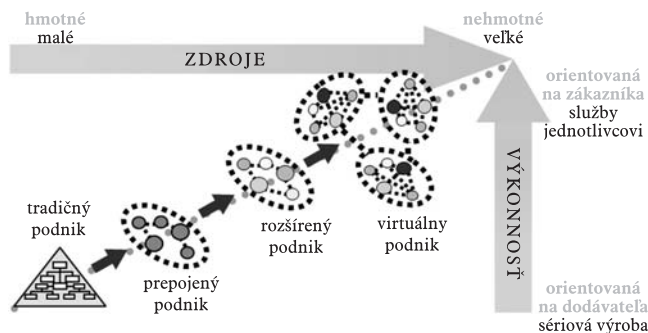 hmotné
malé
nehmotné
veľké
ZDROJE
orientovaná
na zákazníka
služby
jednotlivcovi
VÝKONNOSŤ
tradičný
podnik
prepojený
podnik
rozšírený
podnik
virtuálny
podnik
orientovaná
na dodávateľa
sériová výroba